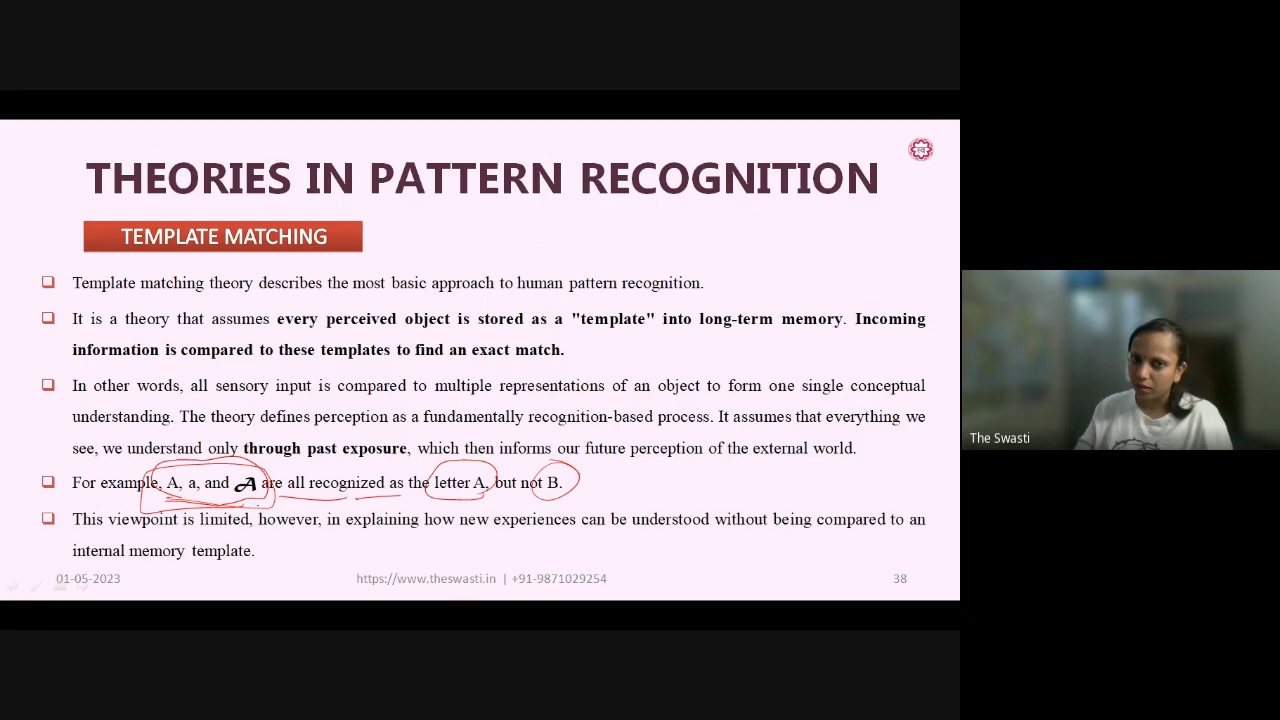 THEORIES IN PATTERN RECOGNITION
TEMPLATE MATCHING
Template matching theory describes the most basic approach to human pattern recognition.
It is a theory that assumes every perceived object is stored as a "template" into long-term memory. Incoming
information is compared to these templates to find an exact match.
In other words, all sensory input is compared to multiple representations of an object to form one single conceptual
understanding. The theory defines perception as a fundamentally recognition-based process. It assumes that everything we
see, we understand only through past exposure, which then informs our future perception of the external world.
For example, A, a, and A are all recognized as the letter A, but not B.
This viewpoint is limited, however, in explaining how new experiences can be understood without being compared to an
internal memory template.
01-05-2023 https://www.theswasti.in | +91-9871029254 38
The Swasti